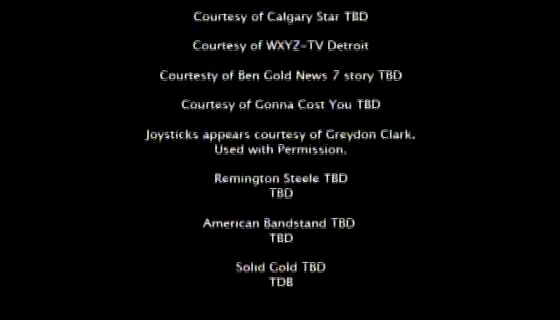 Courtesy of Calgary Star TBD
Courtesy of WXYZ-TV Detroit
Courtesty of Ben Gold News 7 story TBD
Courtesy of Gonna Cost You TBD
Joysticks appears courtesy of Greydon Clark.
Used with Permission.
Remington Steele TBD
TBD
American Bandstand TBD
TBD
Solid Gold TBD
TDB